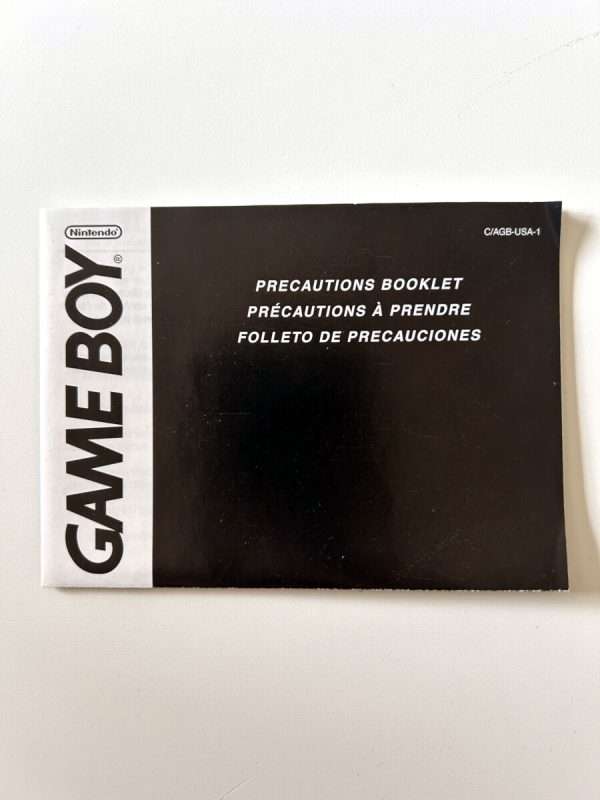 Nintendo®
GAME BOY®
C/AGB-USA-1
PRECAUTIONS BOOKLET
PRÉCAUTIONS À PRENDRE
FOLLETO DE PRECAUCIONES